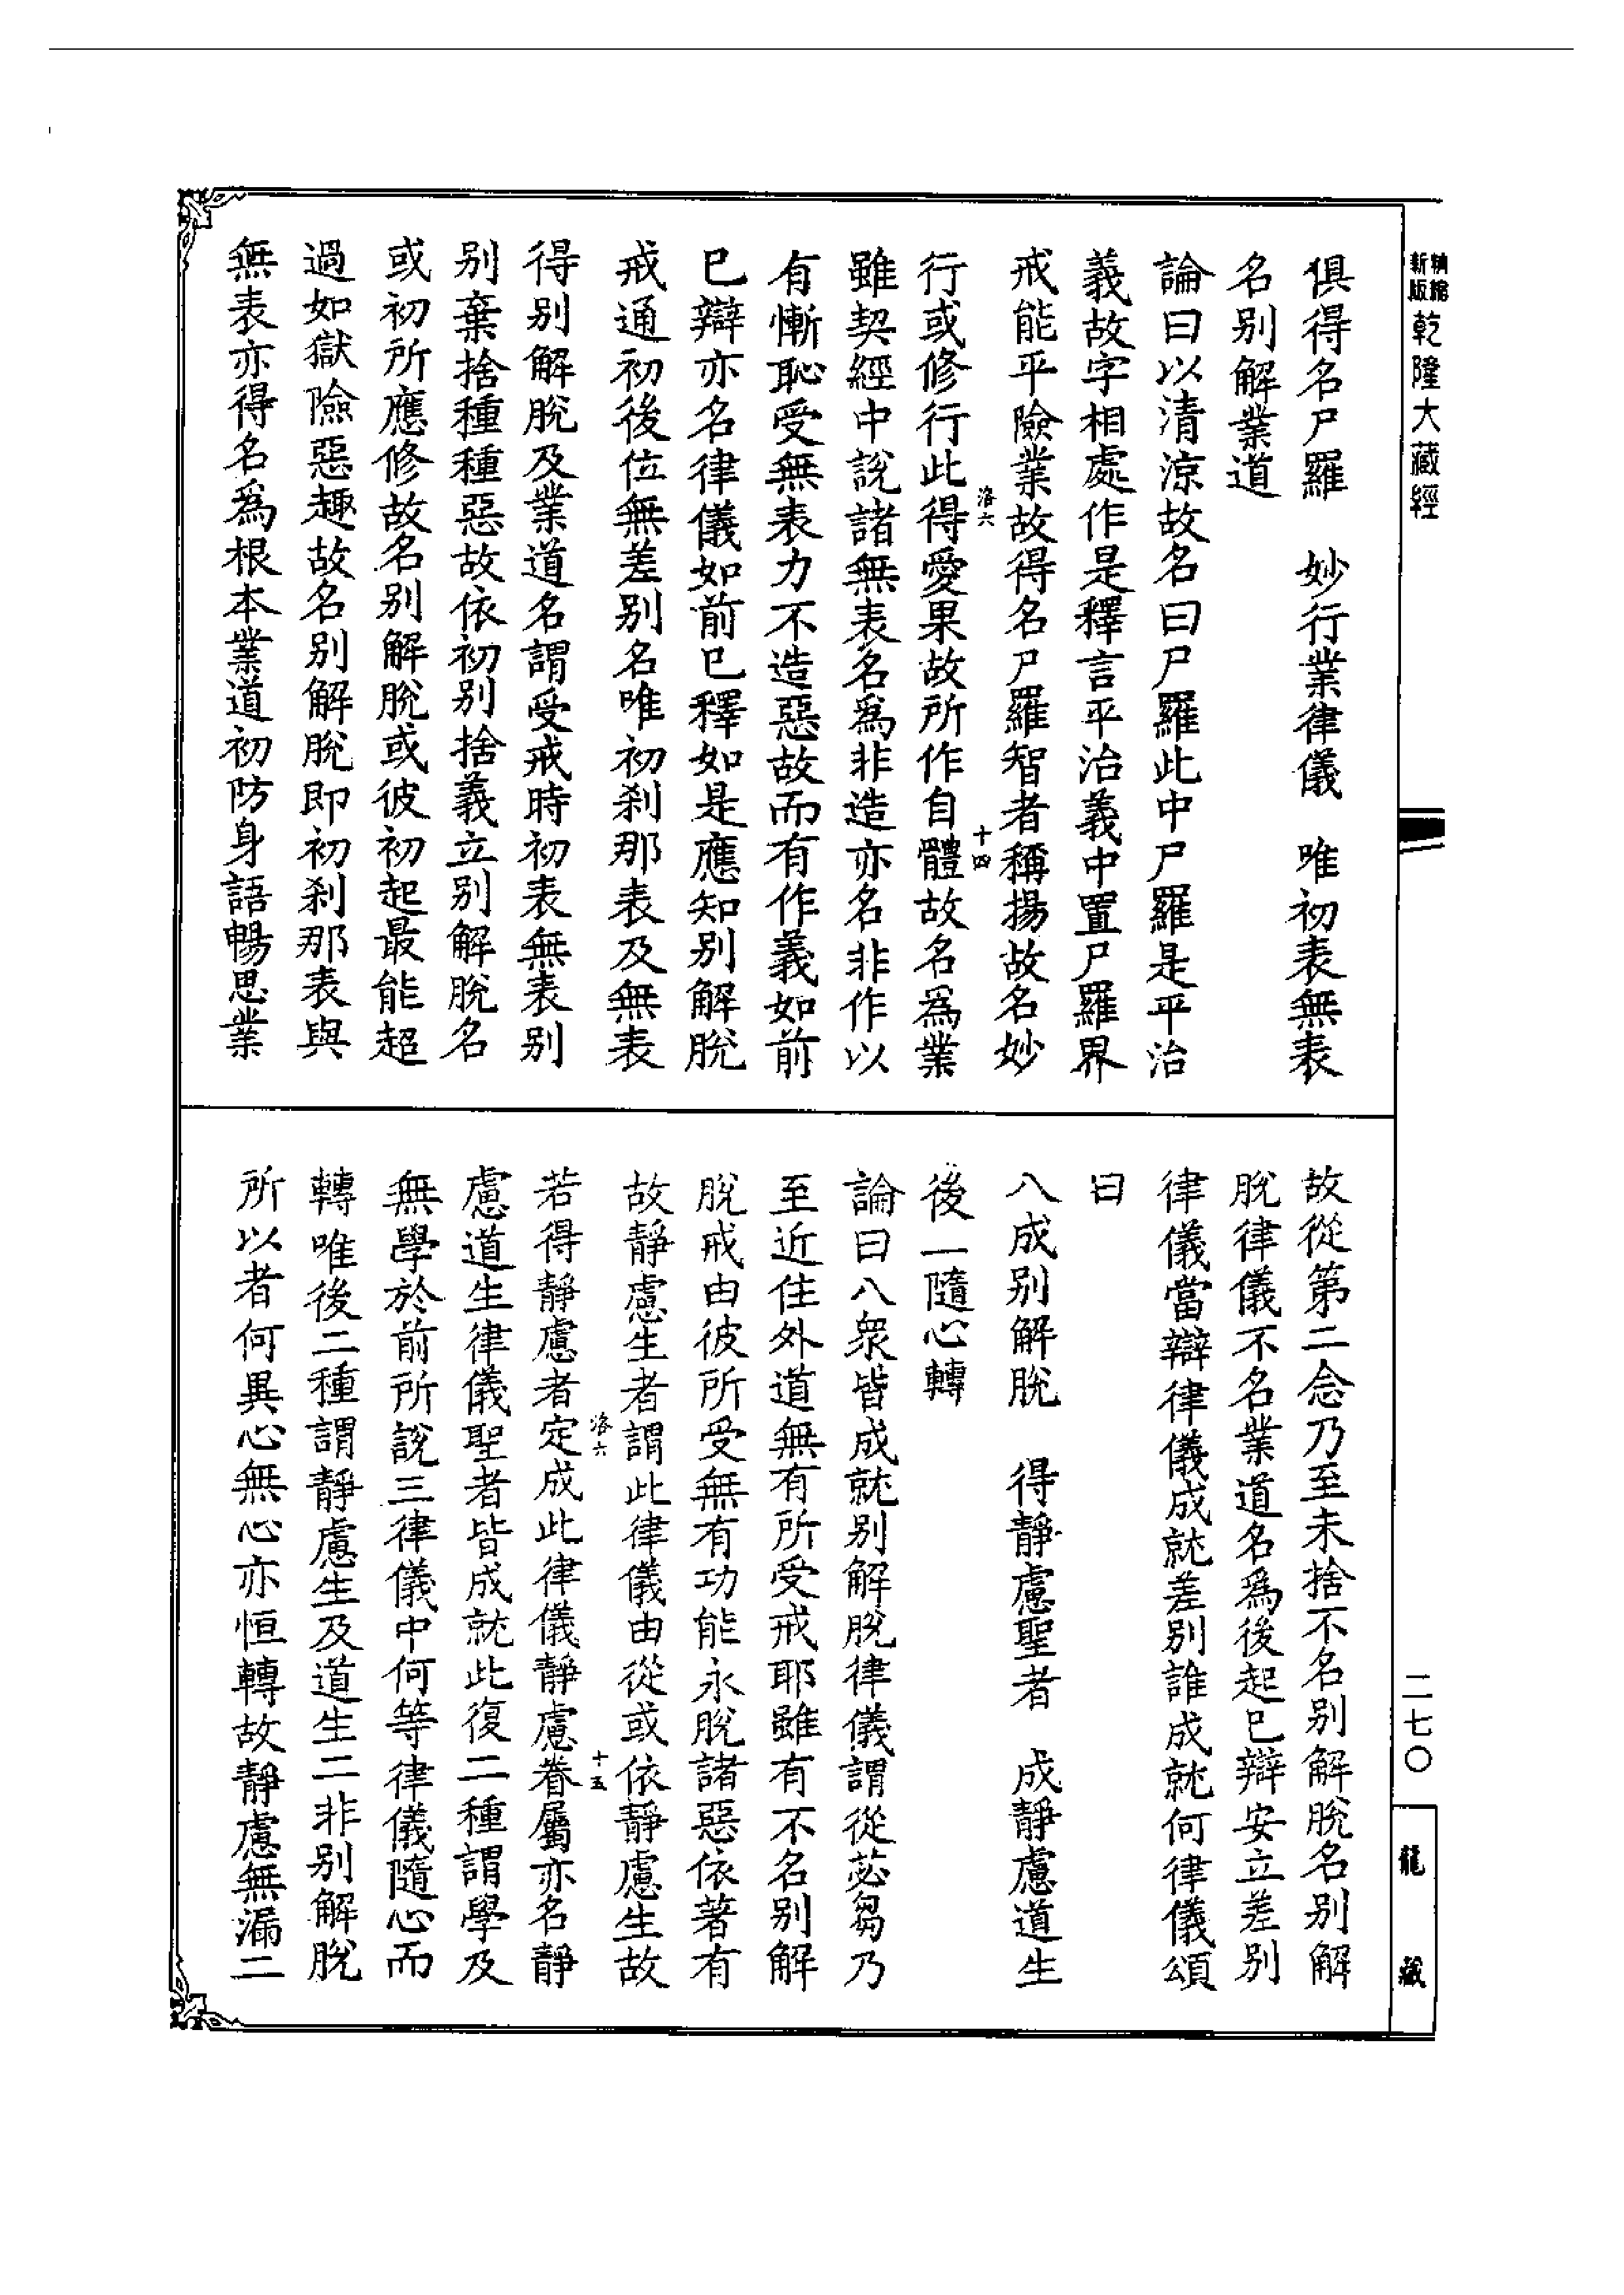 新版
精縮
乾隆大藏經
俱得名尸羅　妙行業律儀　唯初表無表
名別解業道
論曰以清涼故名曰尸羅此中尸羅是平治
義故字相處作是釋言平治義中置尸羅界
戒能平險業故得名尸羅智者稱揚故名妙
洛六
十四
行或修行此得愛果故所作自體故名為業
雖契經中說諸無表名為非造亦名非作以
有慚恥受無表力不造惡故而有作義如前
已辯亦名律儀如前已釋如是應知別解脫
戒通初後位無差別名唯初剎那表及無表
得別解脫及業道名謂受戒時初表無表別
別棄捨種種惡故依初別捨義立別解脫名
或初所應修故名別解脫或彼初起最能超
過如獄險惡趣故名別解脫即初剎那表與
無表亦得名為根本業道初防身語暢思業
故從第二念乃至未捨不名別解脫名別解
脫律儀不名業道名為後起已辯安立差別
律儀當辯律儀成就差別誰成就何律儀頌
曰
八成別解脫　得靜慮聖者　成靜慮道生
後一隨心轉
論曰八眾皆成就別解脫律儀謂從苾芻乃
至近住外道無有所受戒耶雖有不名別解
脫戒由彼所受無有功能永脫諸惡依著有
故靜慮生者謂此律儀由從或依靜慮生故
洛六
十五
若得靜慮者定成此律儀靜慮眷屬亦名靜
慮道生律儀聖者皆成就此復二種謂學及
無學於前所說三律儀中何等律儀隨心而
轉唯後二種謂靜慮生及道生二非別解脫
所以者何異心無心亦恒轉故靜慮無漏二
二七〇
龍藏